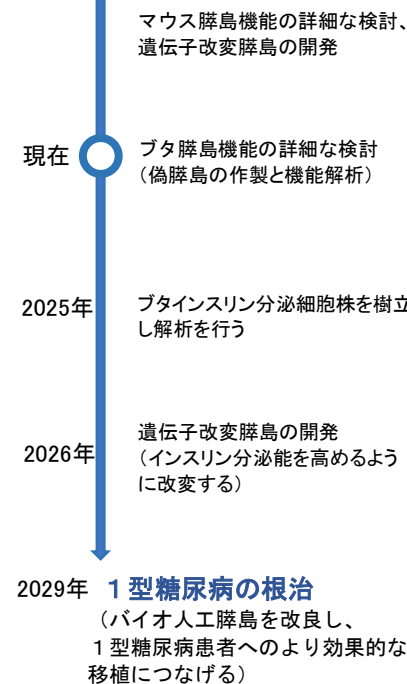 マウス膵島機能の詳細な検討、
遺伝子改変膵島の開発
現在
ブタ膵島機能の詳細な検討
（偽膵島の作製と機能解析）
2025年
ブタインスリン分泌細胞株を樹立
し解析を行う
2026年
遺伝子改変膵島の開発
（インスリン分泌能を高めるよう
に改変する）
2029年 １型糖尿病の根治
（バイオ人工膵島を改良し、
１型糖尿病患者へのより効果的な
移植につなげる）